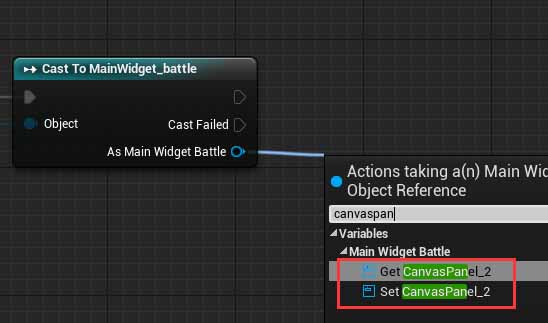 Cast To MainWidget_battle
Object
Cast Failed
As Main Widget Battle
Actions taking a(n) Main Wid
Object Reference
canvaspan
Variables
Main Widget Battle
Get CanvasPanel_2
Set CanvasPanel_2